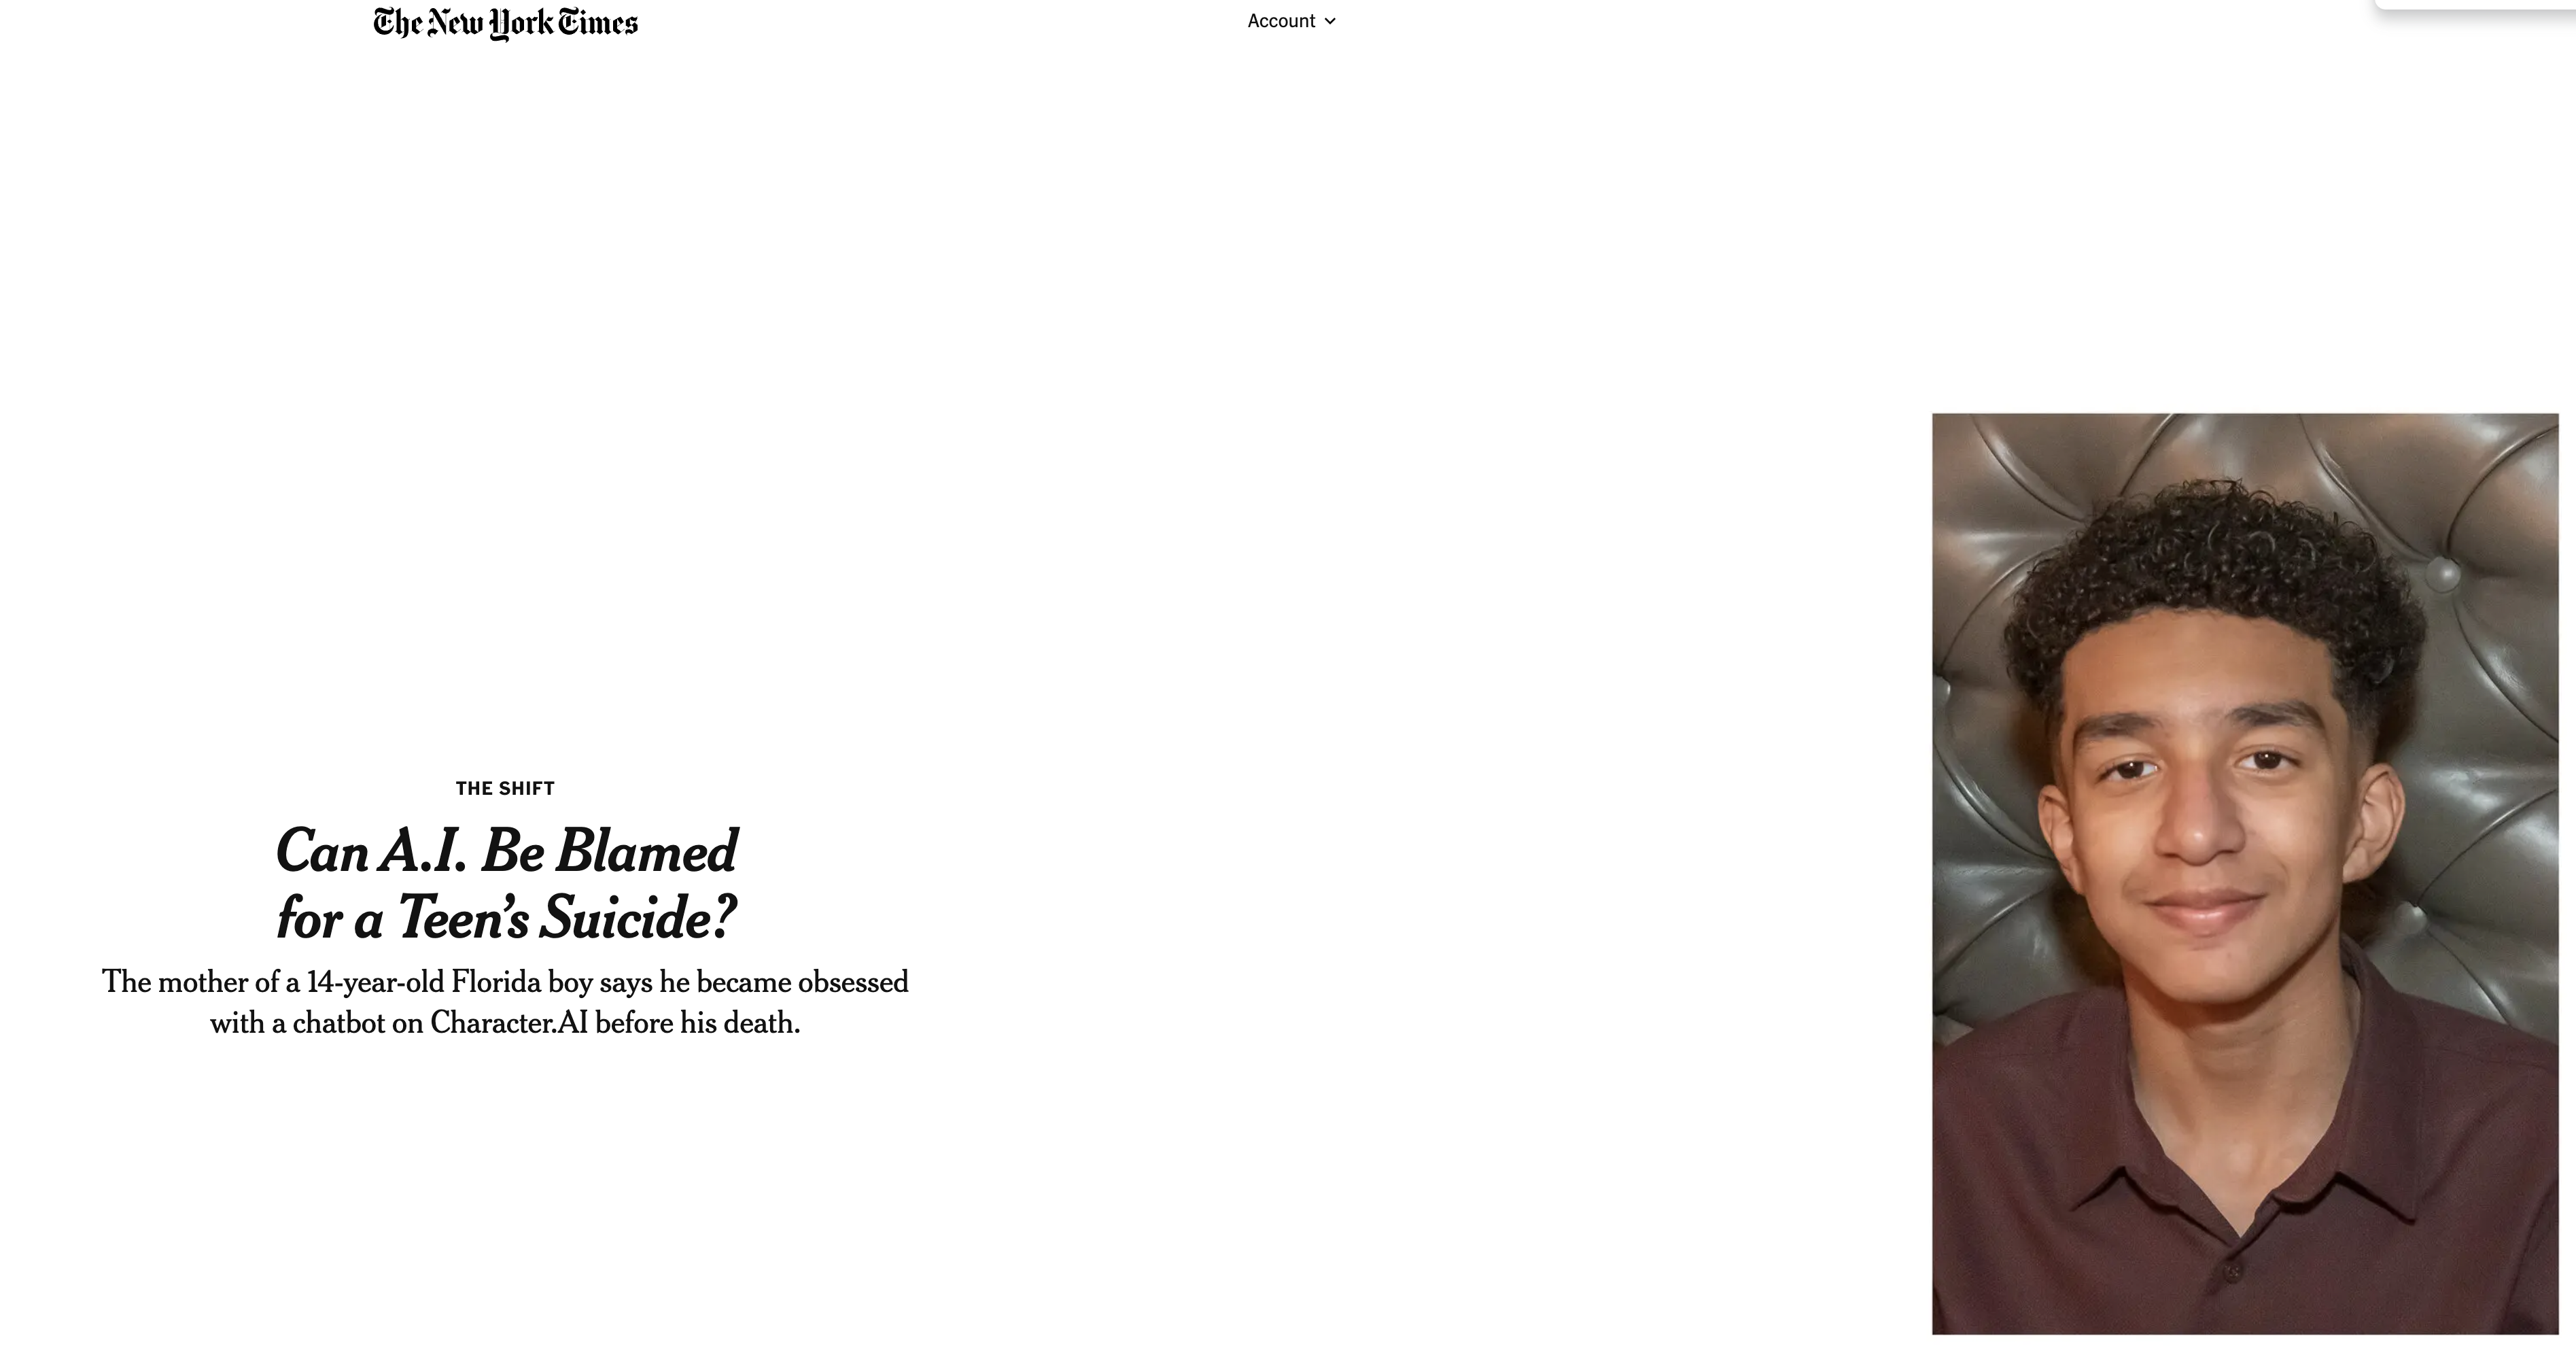 The New York Times
Account
THE SHIFT
Can A.I. Be Blamed
for a Teen’s Suicide?
The mother of a 14-year-old Florida boy says he became obsessed
with a chatbot on Character.AI before his death.